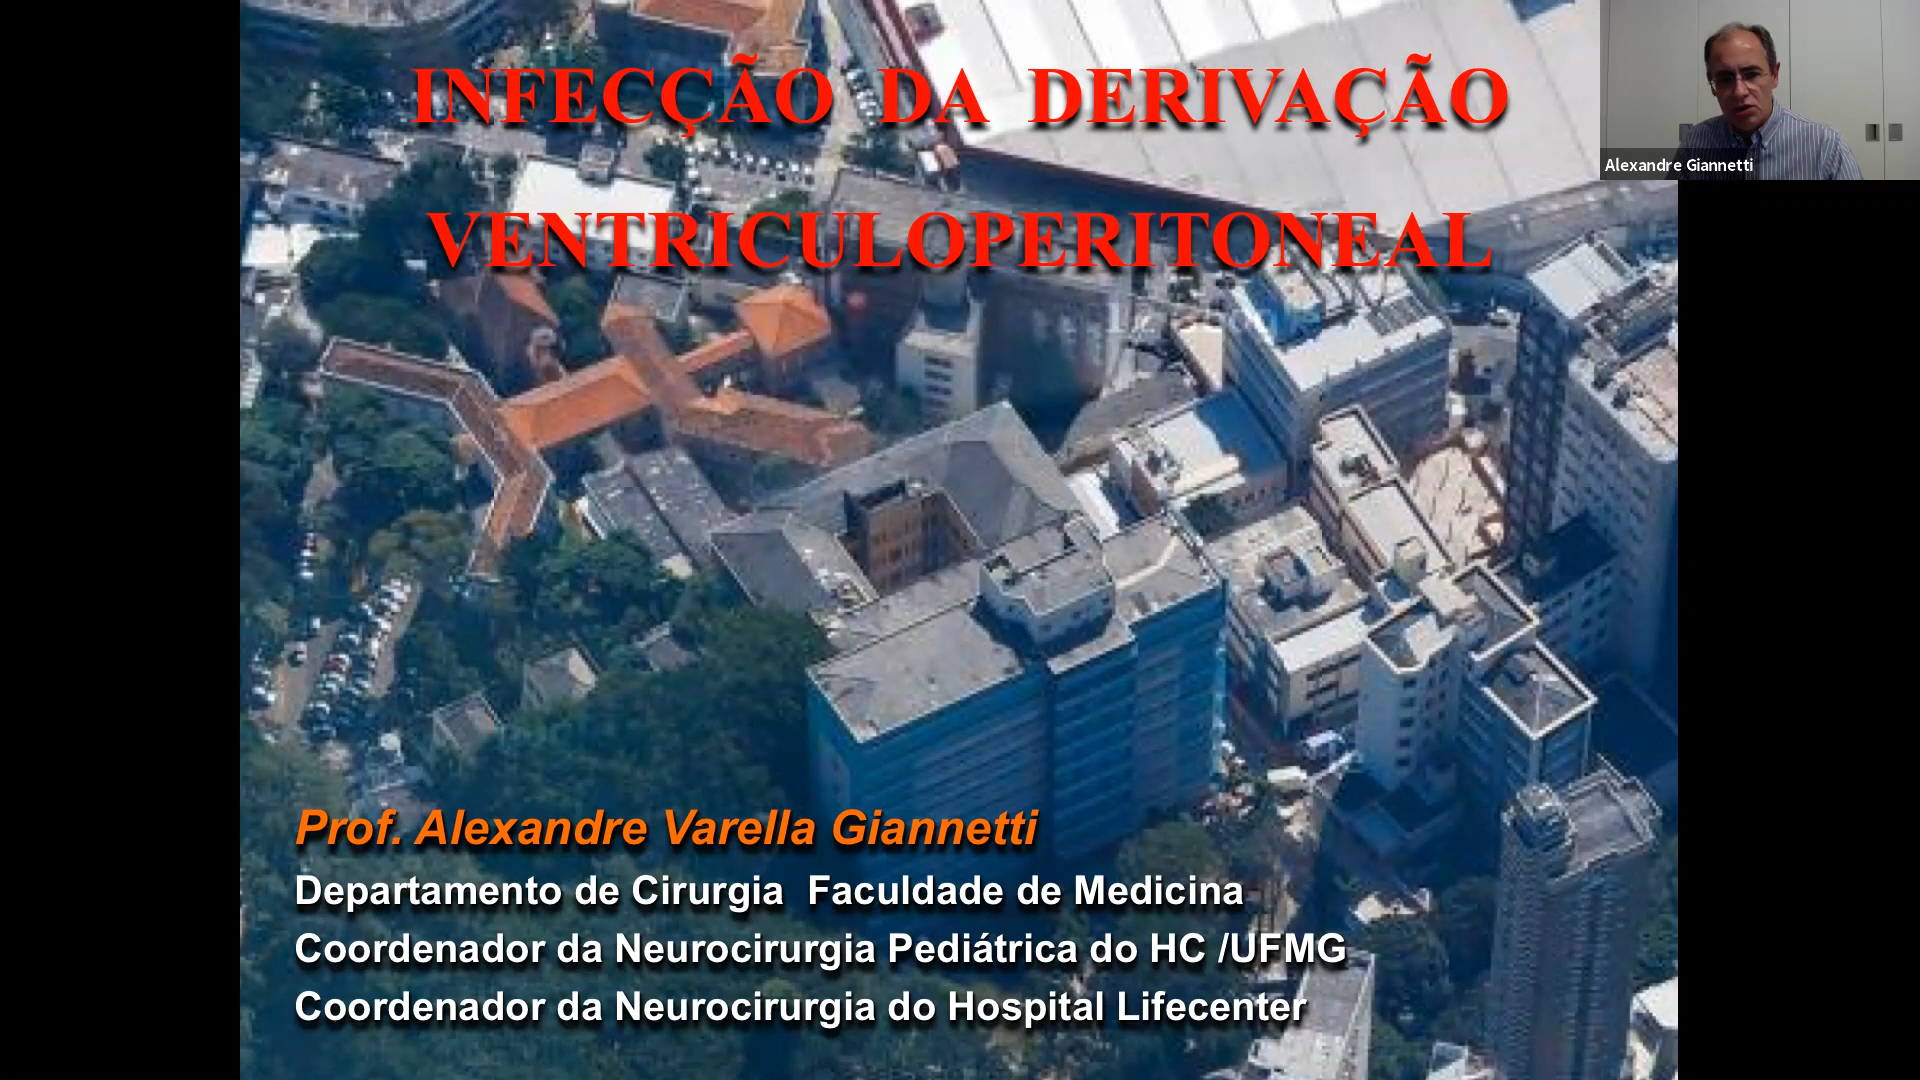 INFECÇÃO DA DERIVAÇÃO
VENTRICULOPERITONEAL
Alexandre Giannetti
Prof. Alexandre Varella Giannetti
Departamento de Cirurgia Faculdade de Medicina
Coordenador da Neurocirurgia Pediátrica do HC /UFMG
Coordenador da Neurocirurgia do Hospital Lifecenter